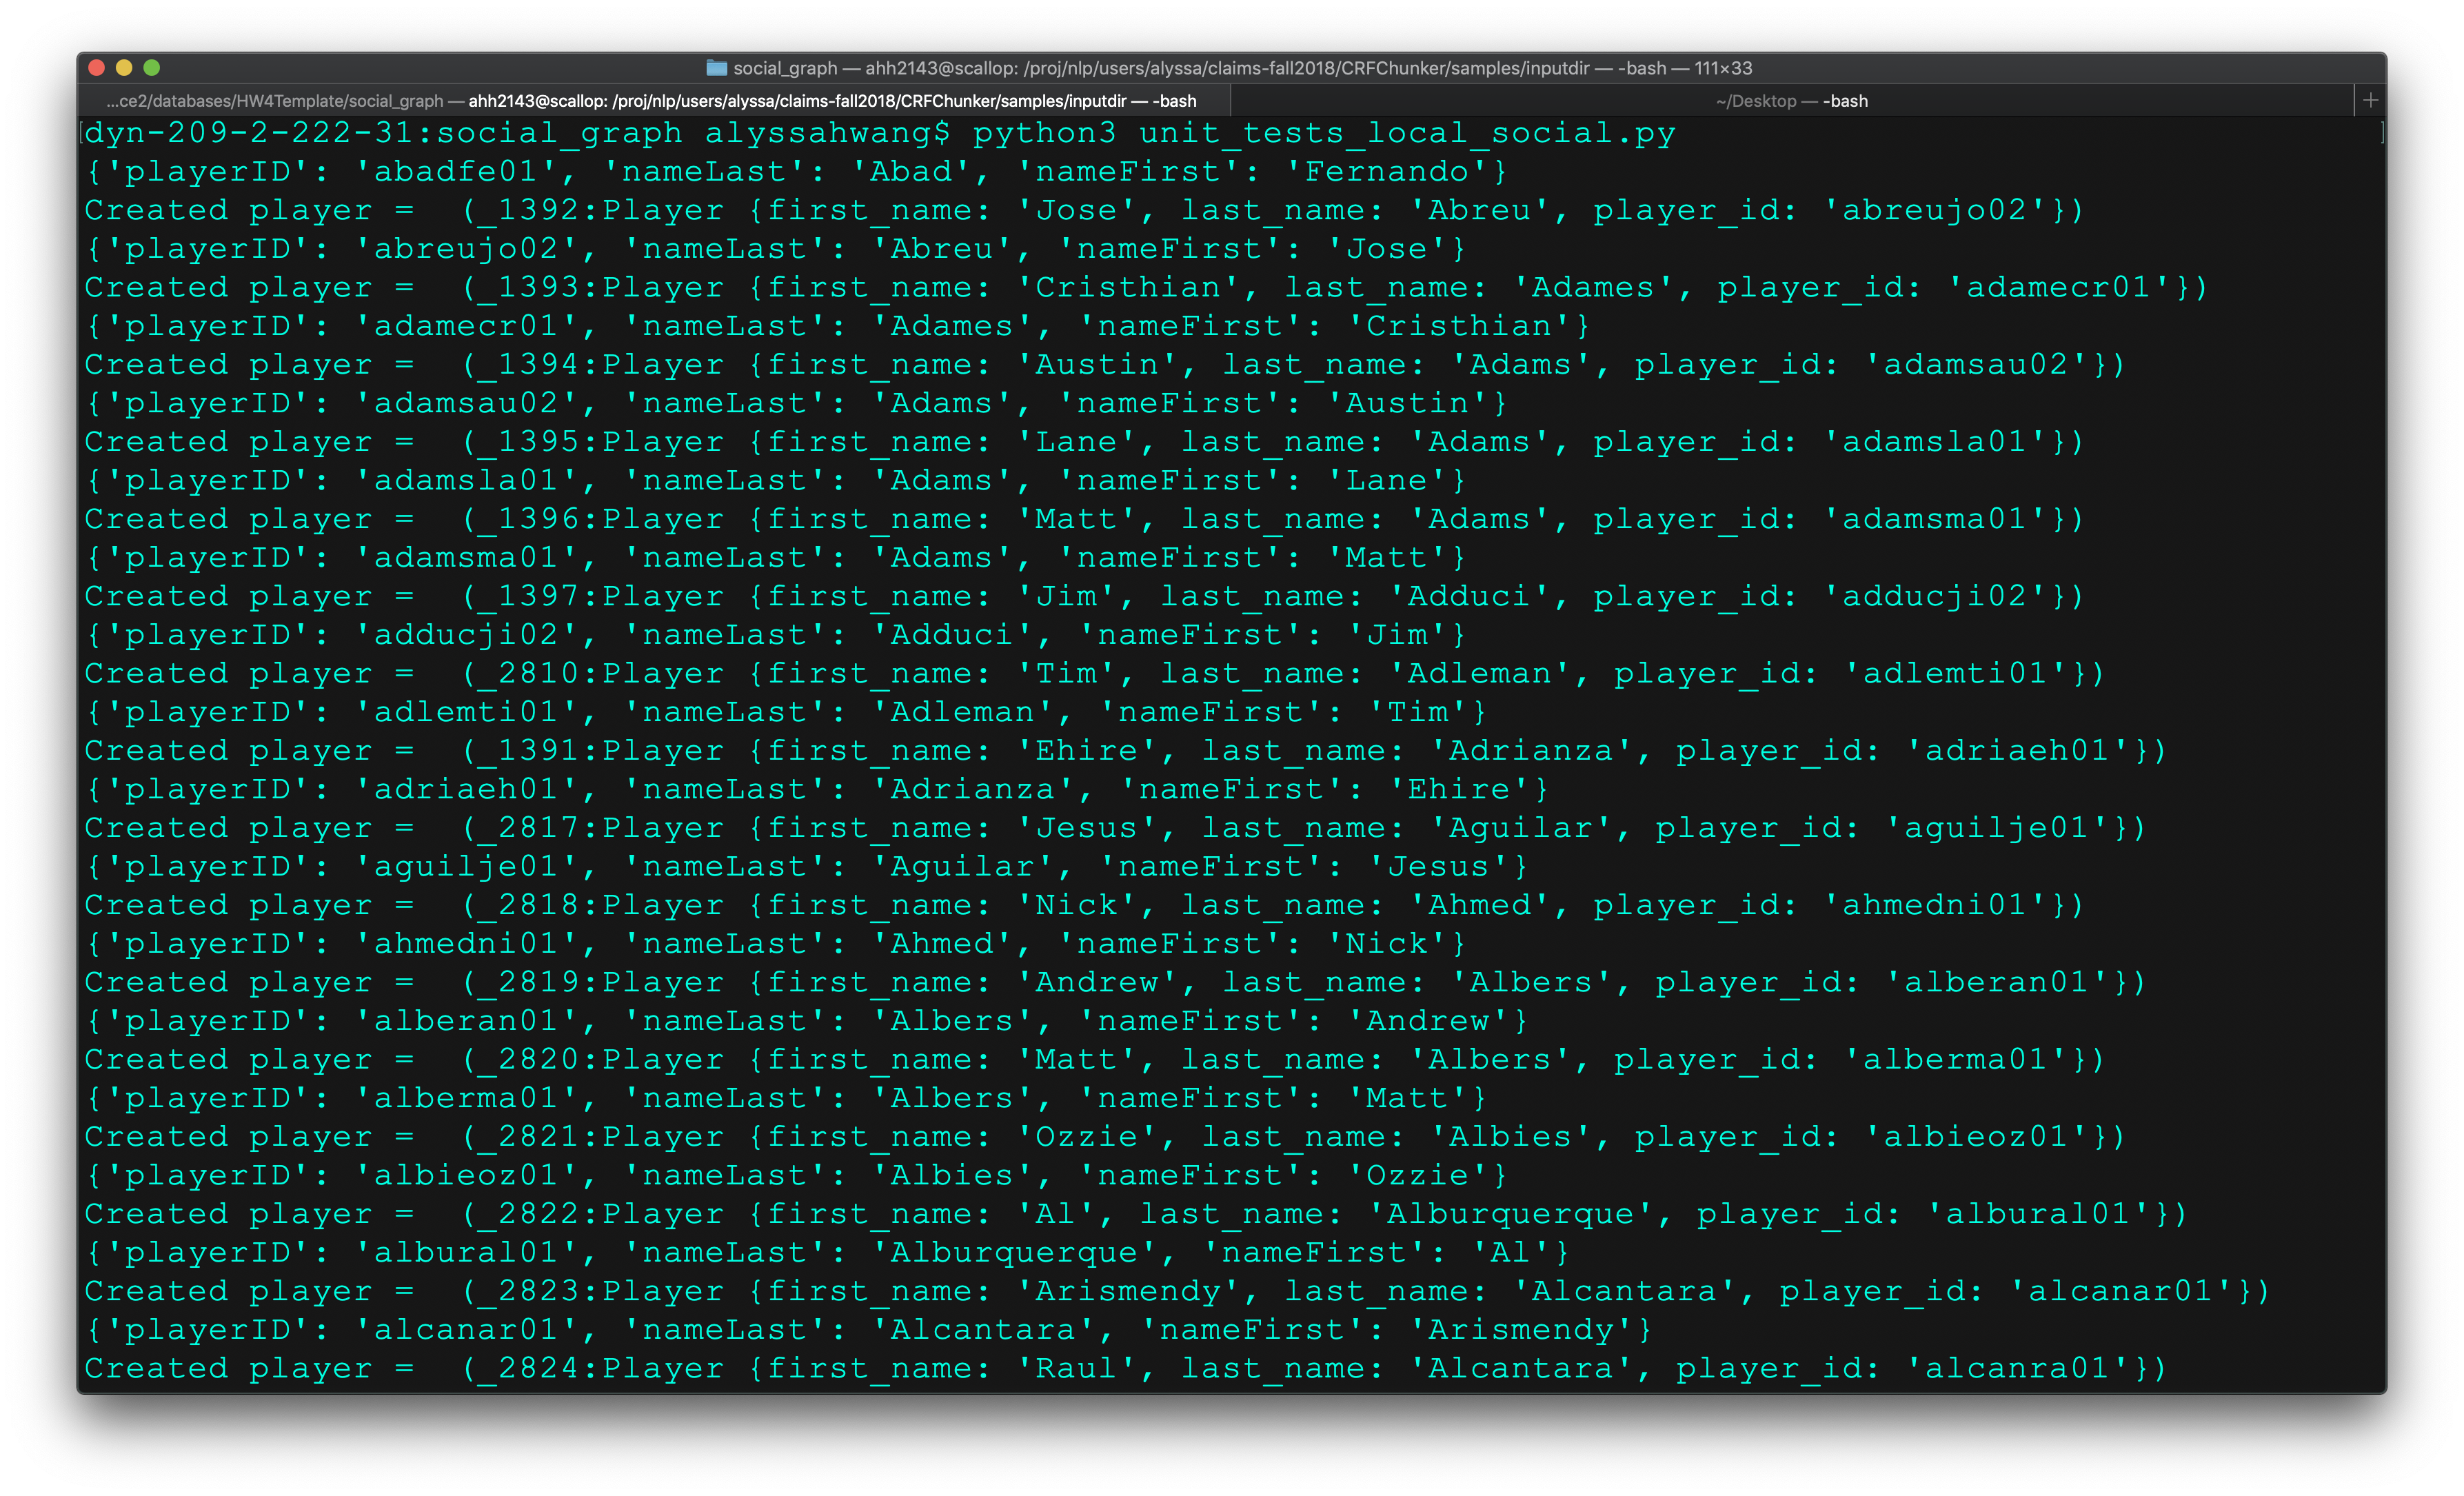 social_graph — ahh2143@scallop: /proj/nlp/users/alyssa/claims-fall2018/CRFChunker/samples/inputdir — -bash — 111×33
...ce2/databases/HW4Template/social_graph — ahh2143@scallop: /proj/nlp/users/alyssa/claims-fall2018/CRFChunker/samples/inputdir — -bash
~/Desktop — -bash
+
[dyn-209-2-222-31:social_graph alyssahwang$ python3 unit_tests_local_social.py ]
{'playerID': 'abadfe01', 'nameLast': 'Abad', 'nameFirst': 'Fernando'}
Created player =  (_1392:Player {first_name: 'Jose', last_name: 'Abreu', player_id: 'abreujo02'})
{'playerID': 'abreujo02', 'nameLast': 'Abreu', 'nameFirst': 'Jose'}
Created player =  (_1393:Player {first_name: 'Cristhian', last_name: 'Adames', player_id: 'adamecr01'})
{'playerID': 'adamecr01', 'nameLast': 'Adames', 'nameFirst': 'Cristhian'}
Created player =  (_1394:Player {first_name: 'Austin', last_name: 'Adams', player_id: 'adamsau02'})
{'playerID': 'adamsau02', 'nameLast': 'Adams', 'nameFirst': 'Austin'}
Created player =  (_1395:Player {first_name: 'Lane', last_name: 'Adams', player_id: 'adamsla01'})
{'playerID': 'adamsla01', 'nameLast': 'Adams', 'nameFirst': 'Lane'}
Created player =  (_1396:Player {first_name: 'Matt', last_name: 'Adams', player_id: 'adamsma01'})
{'playerID': 'adamsma01', 'nameLast': 'Adams', 'nameFirst': 'Matt'}
Created player =  (_1397:Player {first_name: 'Jim', last_name: 'Adduci', player_id: 'adducji02'})
{'playerID': 'adducji02', 'nameLast': 'Adduci', 'nameFirst': 'Jim'}
Created player =  (_2810:Player {first_name: 'Tim', last_name: 'Adleman', player_id: 'adlemti01'})
{'playerID': 'adlemti01', 'nameLast': 'Adleman', 'nameFirst': 'Tim'}
Created player =  (_1391:Player {first_name: 'Ehire', last_name: 'Adrianza', player_id: 'adriaeh01'})
{'playerID': 'adriaeh01', 'nameLast': 'Adrianza', 'nameFirst': 'Ehire'}
Created player =  (_2817:Player {first_name: 'Jesus', last_name: 'Aguilar', player_id: 'aguilje01'})
{'playerID': 'aguilje01', 'nameLast': 'Aguilar', 'nameFirst': 'Jesus'}
Created player =  (_2818:Player {first_name: 'Nick', last_name: 'Ahmed', player_id: 'ahmedni01'})
{'playerID': 'ahmedni01', 'nameLast': 'Ahmed', 'nameFirst': 'Nick'}
Created player =  (_2819:Player {first_name: 'Andrew', last_name: 'Albers', player_id: 'alberan01'})
{'playerID': 'alberan01', 'nameLast': 'Albers', 'nameFirst': 'Andrew'}
Created player =  (_2820:Player {first_name: 'Matt', last_name: 'Albers', player_id: 'alberma01'})
{'playerID': 'alberma01', 'nameLast': 'Albers', 'nameFirst': 'Matt'}
Created player =  (_2821:Player {first_name: 'Ozzie', last_name: 'Albies', player_id: 'albieoz01'})
{'playerID': 'albieoz01', 'nameLast': 'Albies', 'nameFirst': 'Ozzie'}
Created player =  (_2822:Player {first_name: 'Al', last_name: 'Alburquerque', player_id: 'albural01'})
{'playerID': 'albural01', 'nameLast': 'Alburquerque', 'nameFirst': 'Al'}
Created player =  (_2823:Player {first_name: 'Arismendy', last_name: 'Alcantara', player_id: 'alcanar01'})
{'playerID': 'alcanar01', 'nameLast': 'Alcantara', 'nameFirst': 'Arismendy'}
Created player =  (_2824:Player {first_name: 'Raul', last_name: 'Alcantara', player_id: 'alcanra01'})